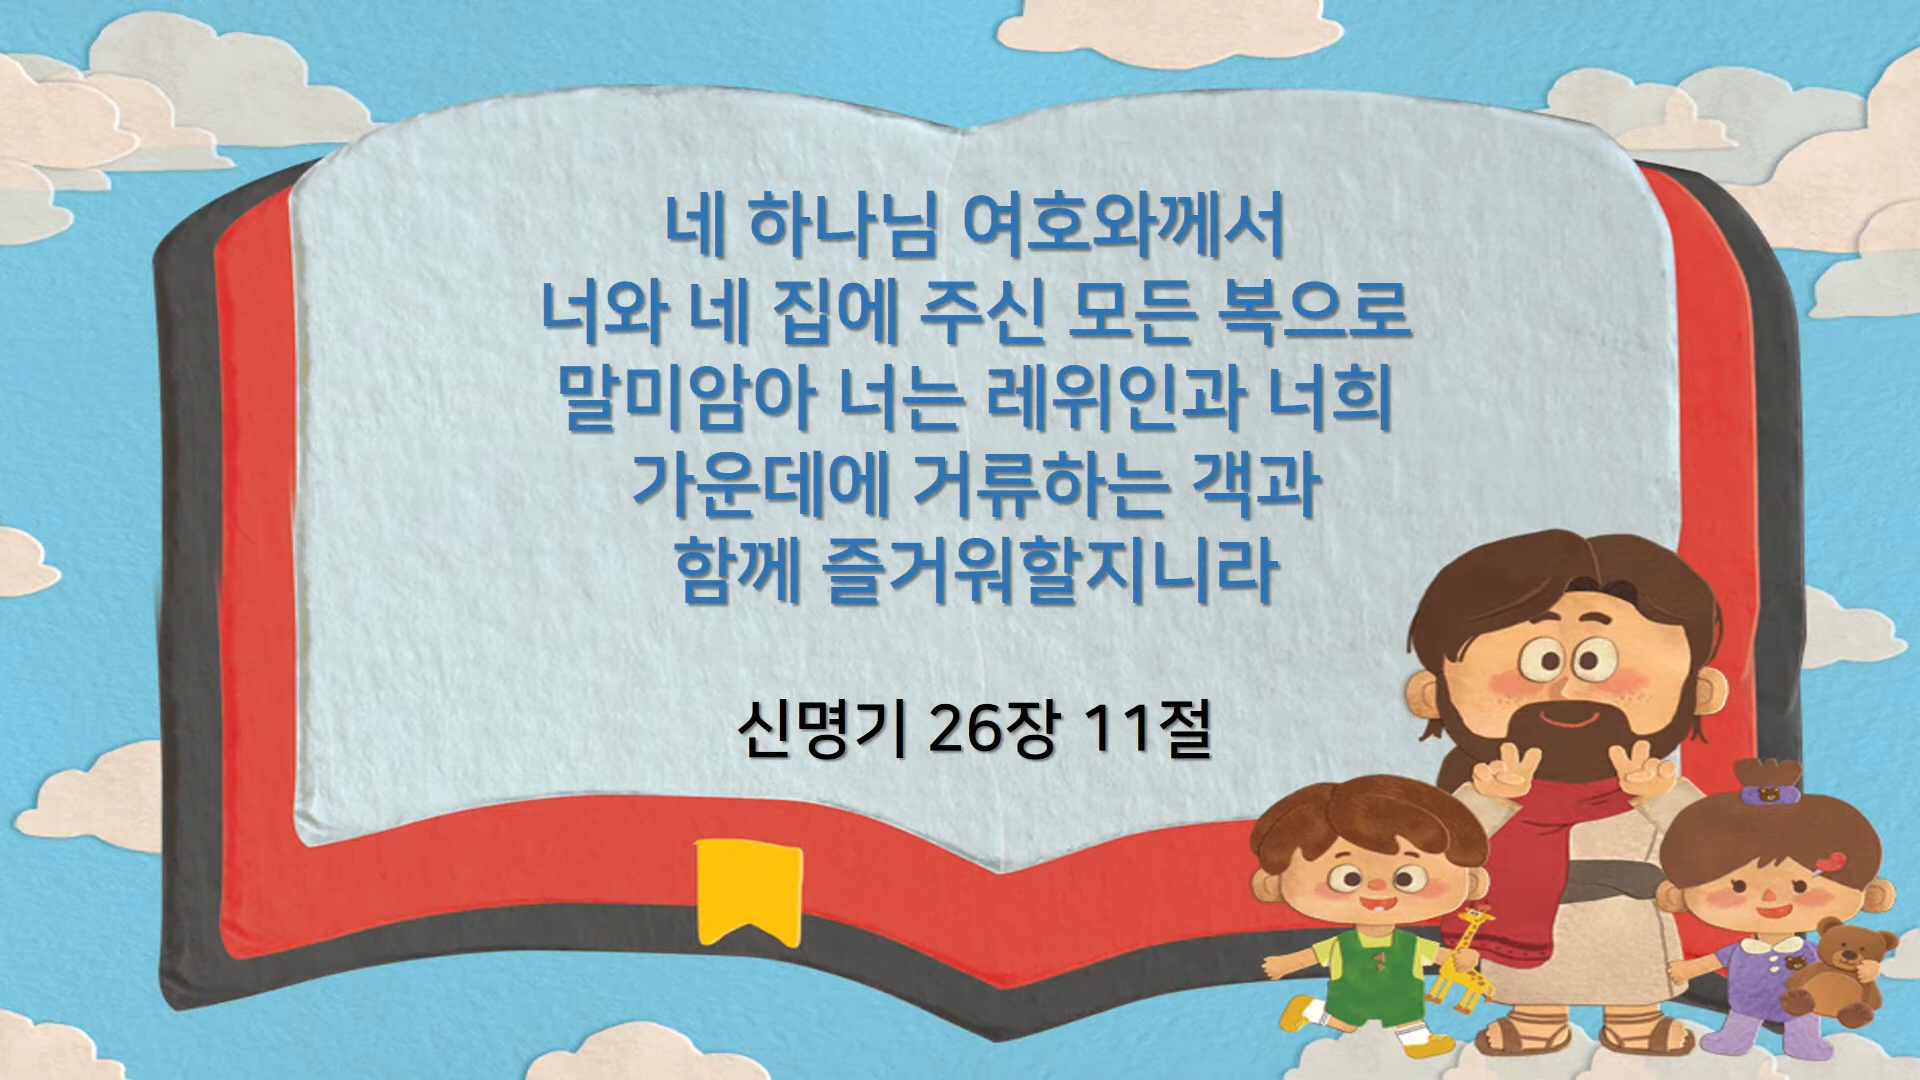 네 하나님 여호와께서
너와 네 집에 주신 모든 복으로
말미암아 너는 레위인과 너희
가운데에 거류하는 객과
함께 즐거워할지니라
신명기 26장 11절